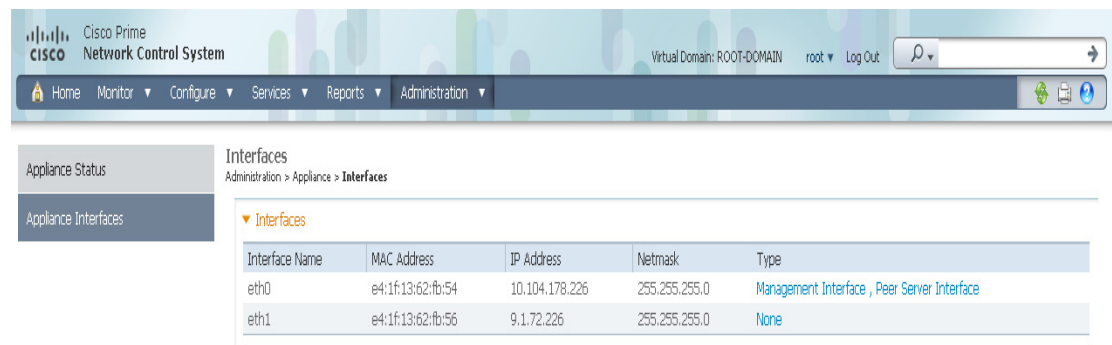 Cisco Prime
CISCO Network Control System
Virtual Domain: ROOT-DOMAIN root ▼ Log Out
Home Monitor ▼ Configure ▼ Services ▼ Reports ▼ Administration ▼
Appliance Status
Appliance Interfaces
Interfaces
Administration > Appliance > Interfaces
▼ Interfaces
Interface Name MAC Address IP Address Netmask Type
eth0 e4:1f:13:62:fb:54 10.104.178.226 255.255.255.0 Management Interface , Peer Server Interface
eth1 e4:1f:13:62:fb:56 9.1.72.226 255.255.255.0 None